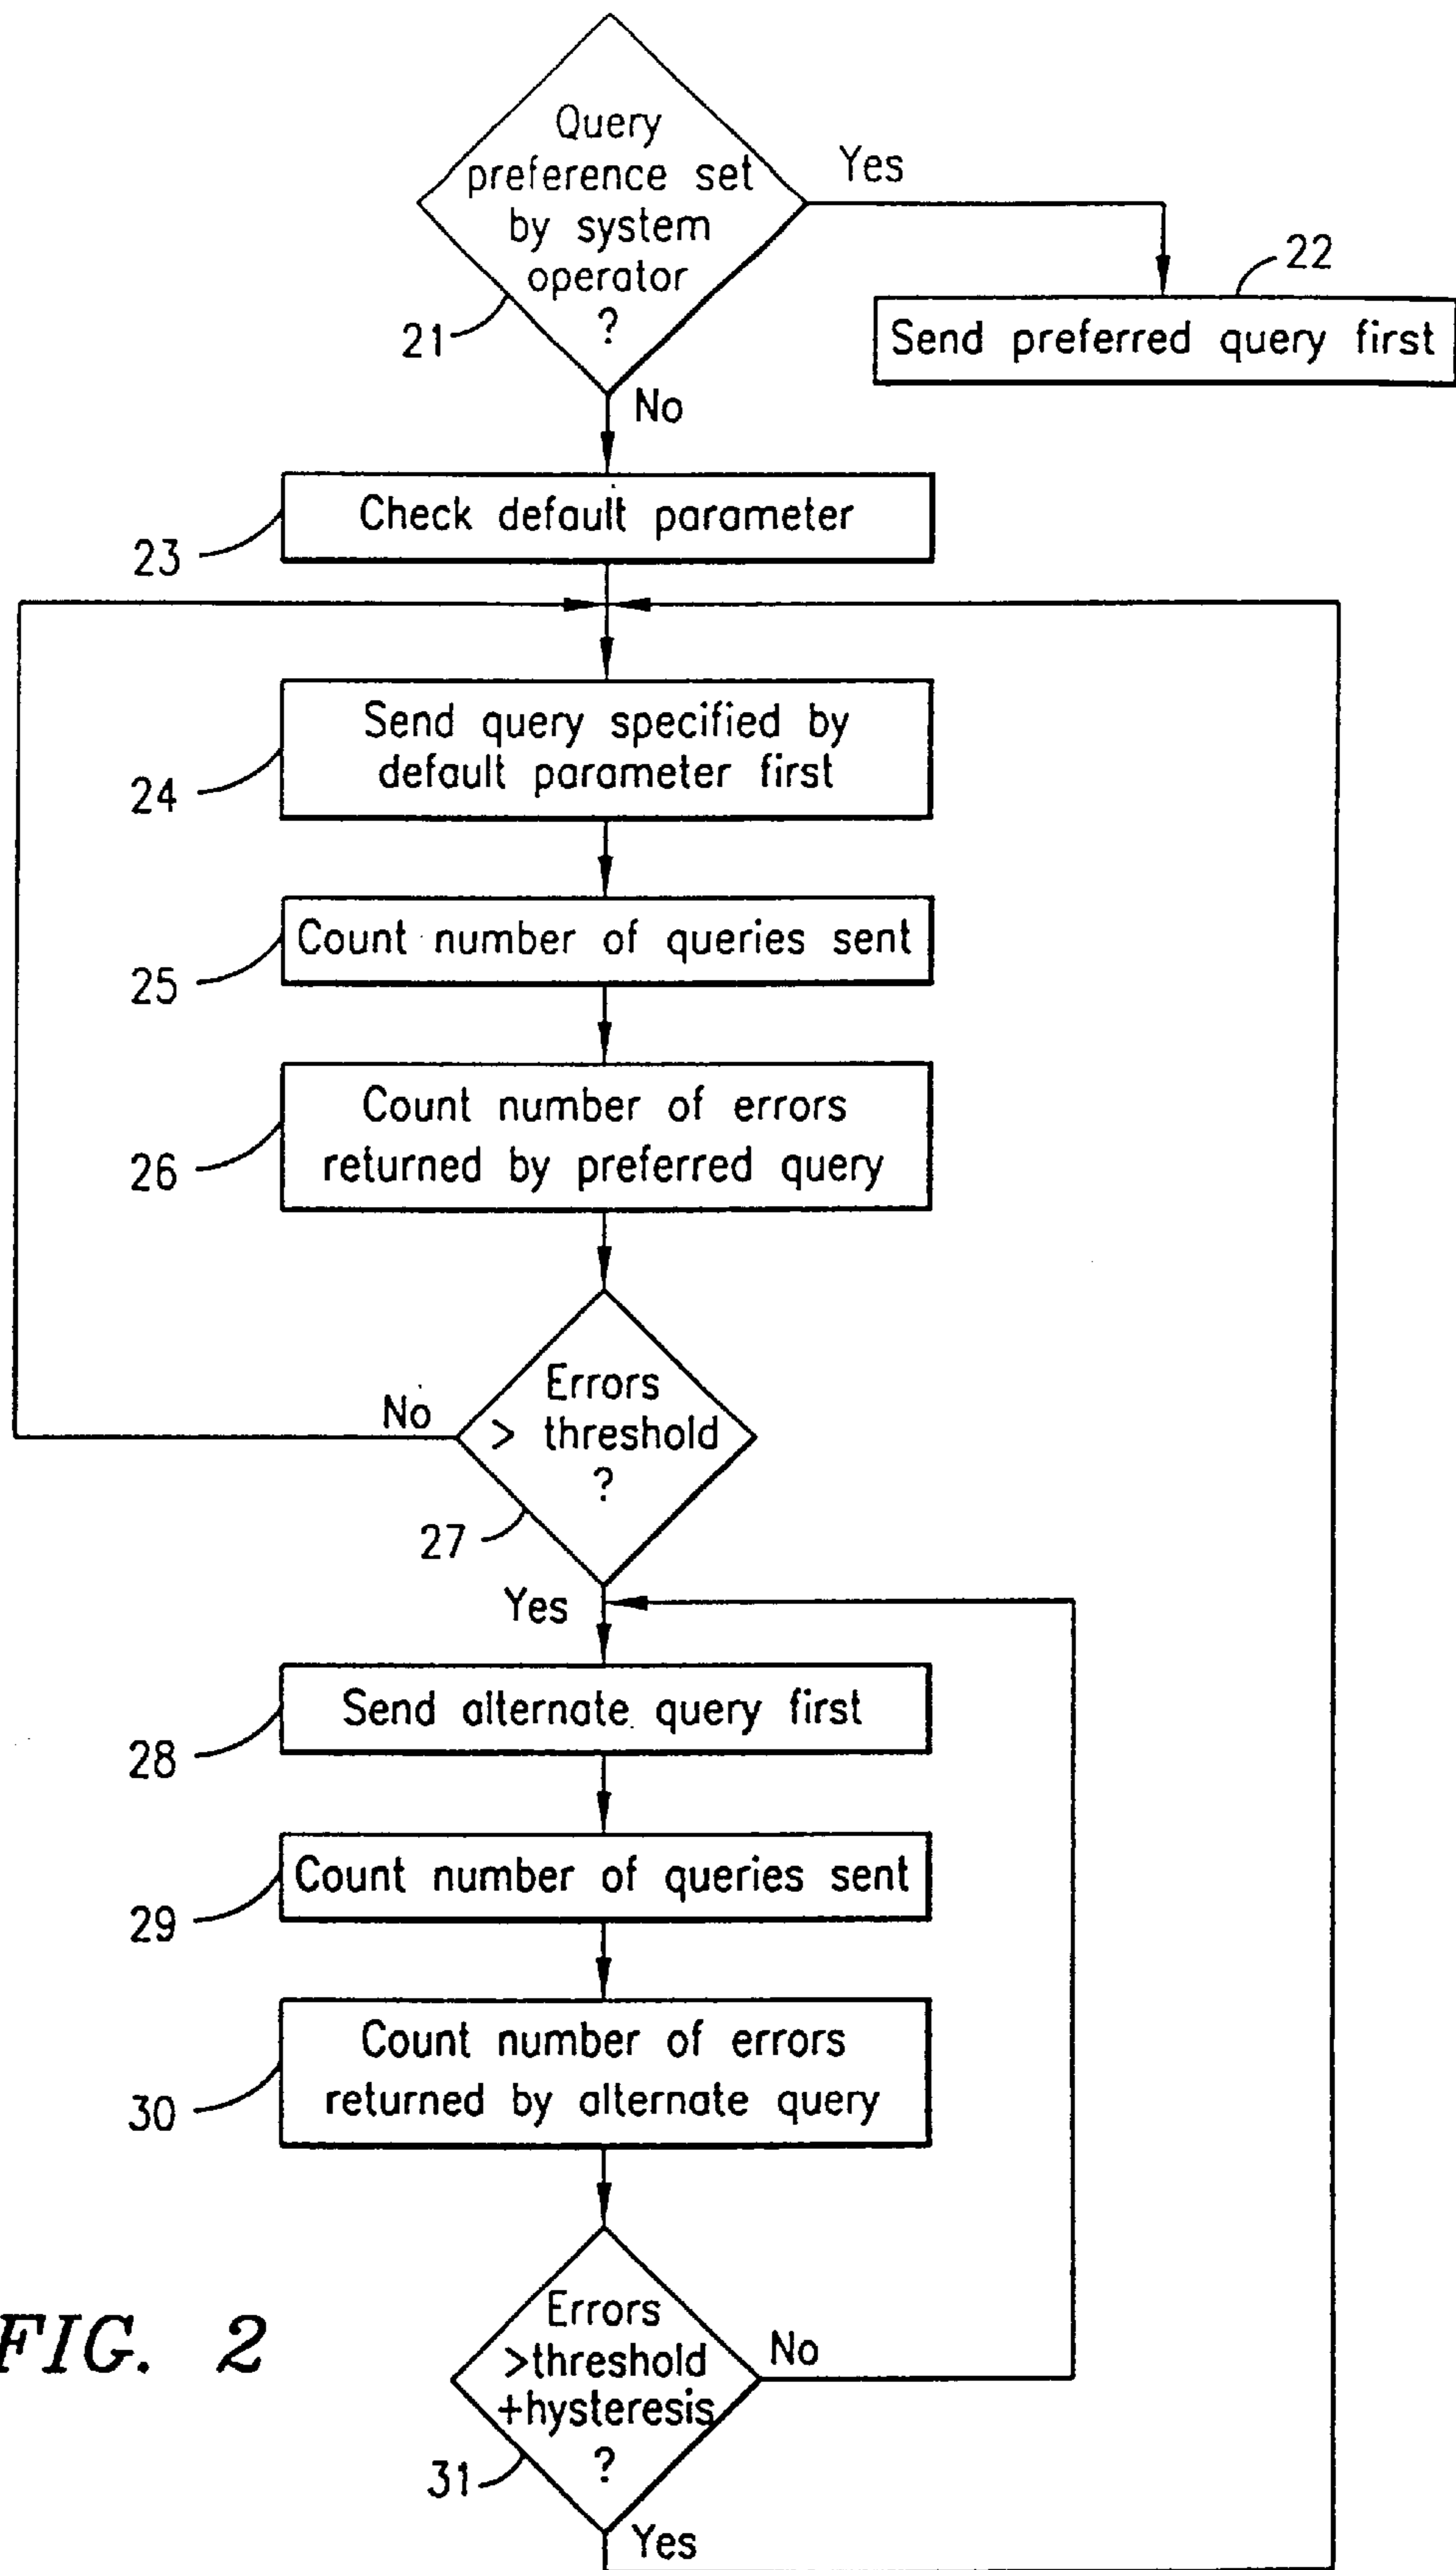 Query
preference set
by system
operator
?
Yes
21
22
Send preferred query first
No
Check default parameter
23
Send query specified by
default parameter first
24
Count number of queries sent
25
Count number of errors
returned by preferred query
26
Errors
> threshold
?
No
27
Yes
Send alternate query first
28
Count number of queries sent
29
Count number of errors
returned by alternate query
30
Errors
>threshold
+hysteresis
?
No
31
Yes
FIG. 2